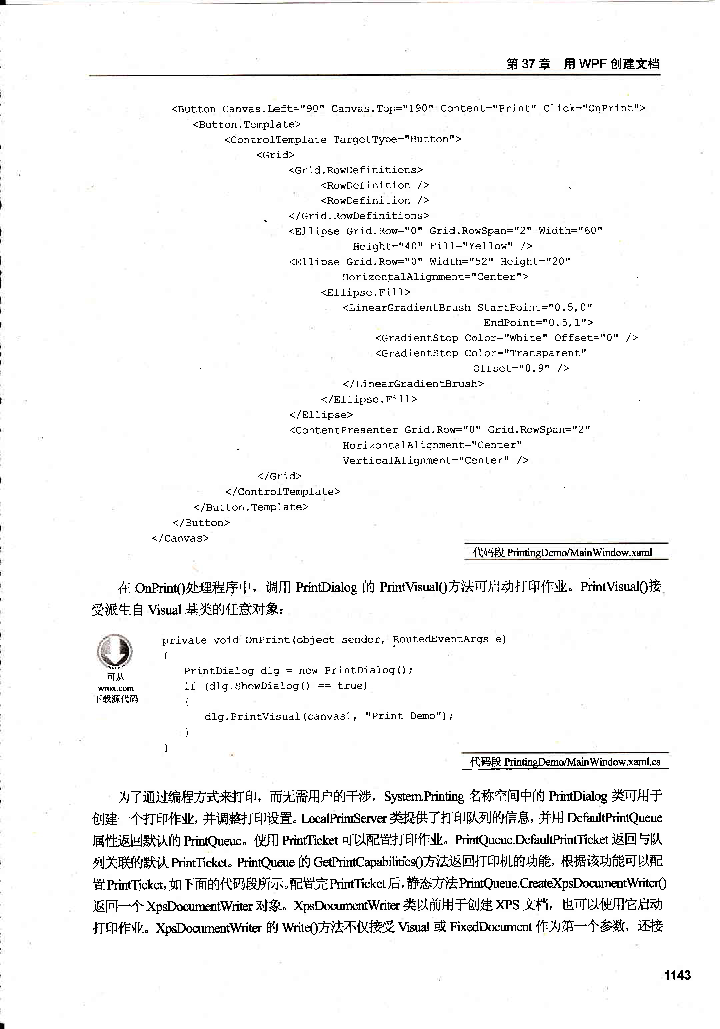 第 37 章 用 WPF 创建文档
<Button Canvas.Left="90" Canvas.Top="190" Content="Print" Click="OnPrint">
<Button.Template>
<ControlTemplate TargetType="Button">
<Grid>
<Grid.RowDefinitions>
<RowDefinition />
<RowDefinition />
</Grid.RowDefinitions>
<Ellipse Grid.Row="0" Grid.RowSpan="2" Width="60"
Height="40" Fill="Yellow" />
<Ellipse Grid.Row="0" Width="52" Height="20"
HorizontalAlignment="Center">
<Ellipse.Fill>
<LinearGradientBrush StartPoint="0.5,0"
EndPoint="0.5,1">
<GradientStop Color="White" Offset="0" />
<GradientStop Color="Transparent"
Offset="0.9" />
</LinearGradientBrush>
</Ellipse.Fill>
</Ellipse>
<ContentPresenter Grid.Row="0" Grid.RowSpan="2"
HorizontalAlignment="Center"
VerticalAlignment="Center" />
</Grid>
</ControlTemplate>
</Button.Template>
</Button>
</Canvas>
代码段 PrintingDemo/MainWindow.xaml
在 OnPrint()处理程序中，调用 PrintDialog 的 PrintVisual()方法可启动打印作业。PrintVisual()接
受派生自 Visual 基类的任意对象：
private void OnPrint(object sender, RoutedEventArgs e)
{
PrintDialog dlg = new PrintDialog();
if (dlg.ShowDialog() == true)
{
dlg.PrintVisual(canvas1, "Print Demo");
}
}
可从
wrox.com
下载源代码
代码段 PrintingDemo/MainWindow.xaml.cs
为了通过编程方式来打印，而无需用户的干涉，System.Printing 名称空间中的 PrintDialog 类可用于
创建一个打印作业，并调整打印设置。LocalPrintServer 类提供了打印队列的信息，并用 DefaultPrintQueue
属性返回默认的 PrintQueue。使用 PrintTicket 可以配置打印作业。PrintQueue.DefaultPrintTicket 返回与队
列关联的默认 PrintTicket。PrintQueue 的 GetPrintCapabilities()方法返回打印机的功能，根据该功能可以配
置 PrintTicket，如下面的代码段所示。配置完 PrintTicket 后，静态方法 PrintQueue.CreateXpsDocumentWriter()
返回一个 XpsDocumentWriter 对象。XpsDocumentWriter 类以前用于创建 XPS 文档，也可以使用它启动
打印作业。XpsDocumentWriter 的 Write()方法不仅接受 Visual 或 FixedDocument 作为第一个参数，还接
1143